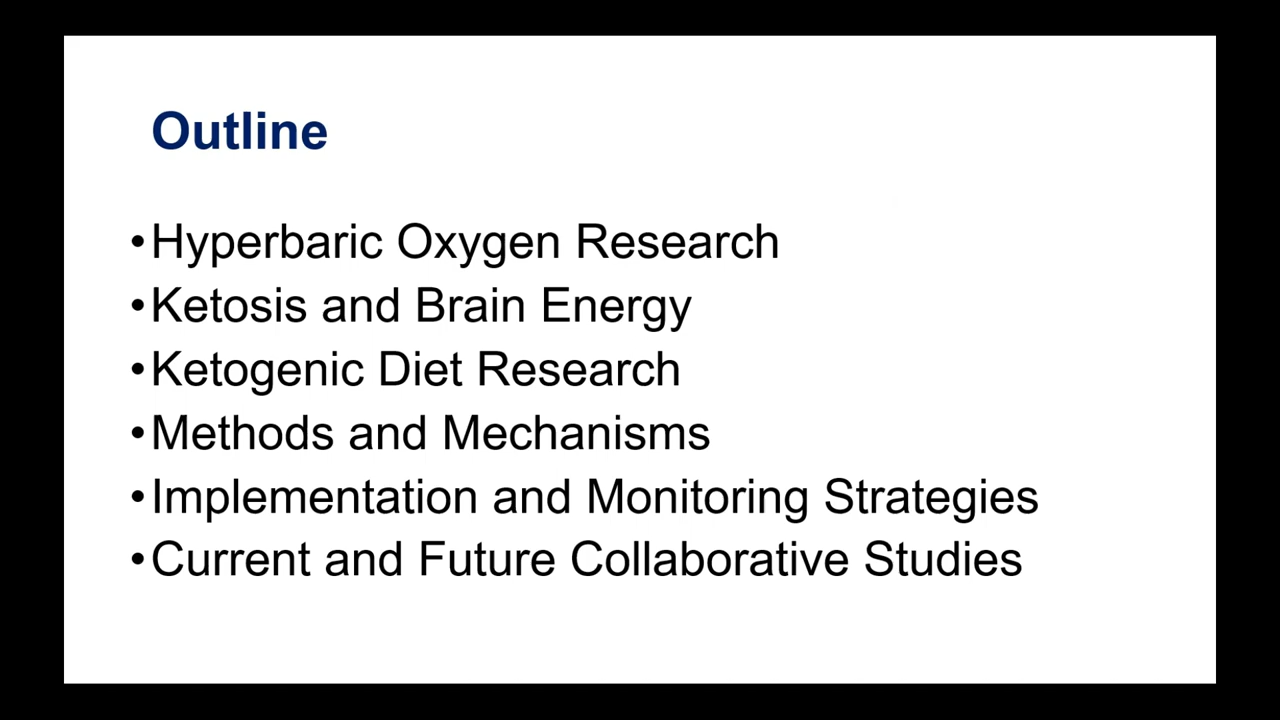 Outline
•Hyperbaric Oxygen Research
•Ketosis and Brain Energy
•Ketogenic Diet Research
•Methods and Mechanisms
•Implementation and Monitoring Strategies
•Current and Future Collaborative Studies